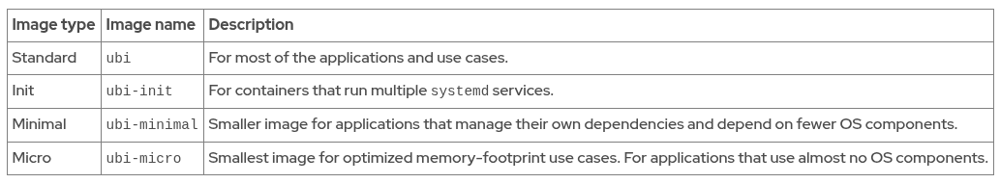 Image type Image name Description
Standard ubi For most of the applications and use cases.
Init ubi-init For containers that run multiple systemd services.
Minimal ubi-minimal Smaller image for applications that manage their own dependencies and depend on fewer OS components.
Micro ubi-micro Smallest image for optimized memory-footprint use cases. For applications that use almost no OS components.